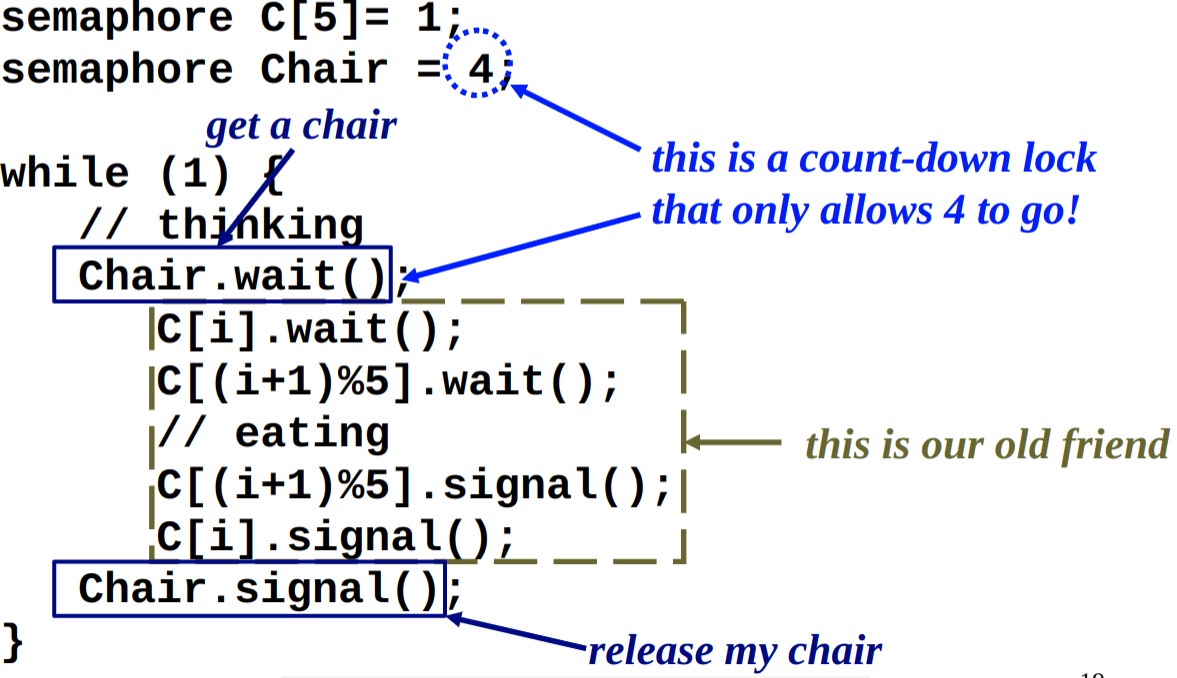 semaphore C[5]= 1;
semaphore Chair = 4;
get a chair
this is a count-down lock
that only allows 4 to go!
while (1) {
// thinking
Chair.wait();
C[i].wait();
C[(i+1)%5].wait();
// eating
this is our old friend
C[(i+1)%5].signal();
C[i].signal();
Chair.signal();
}
release my chair